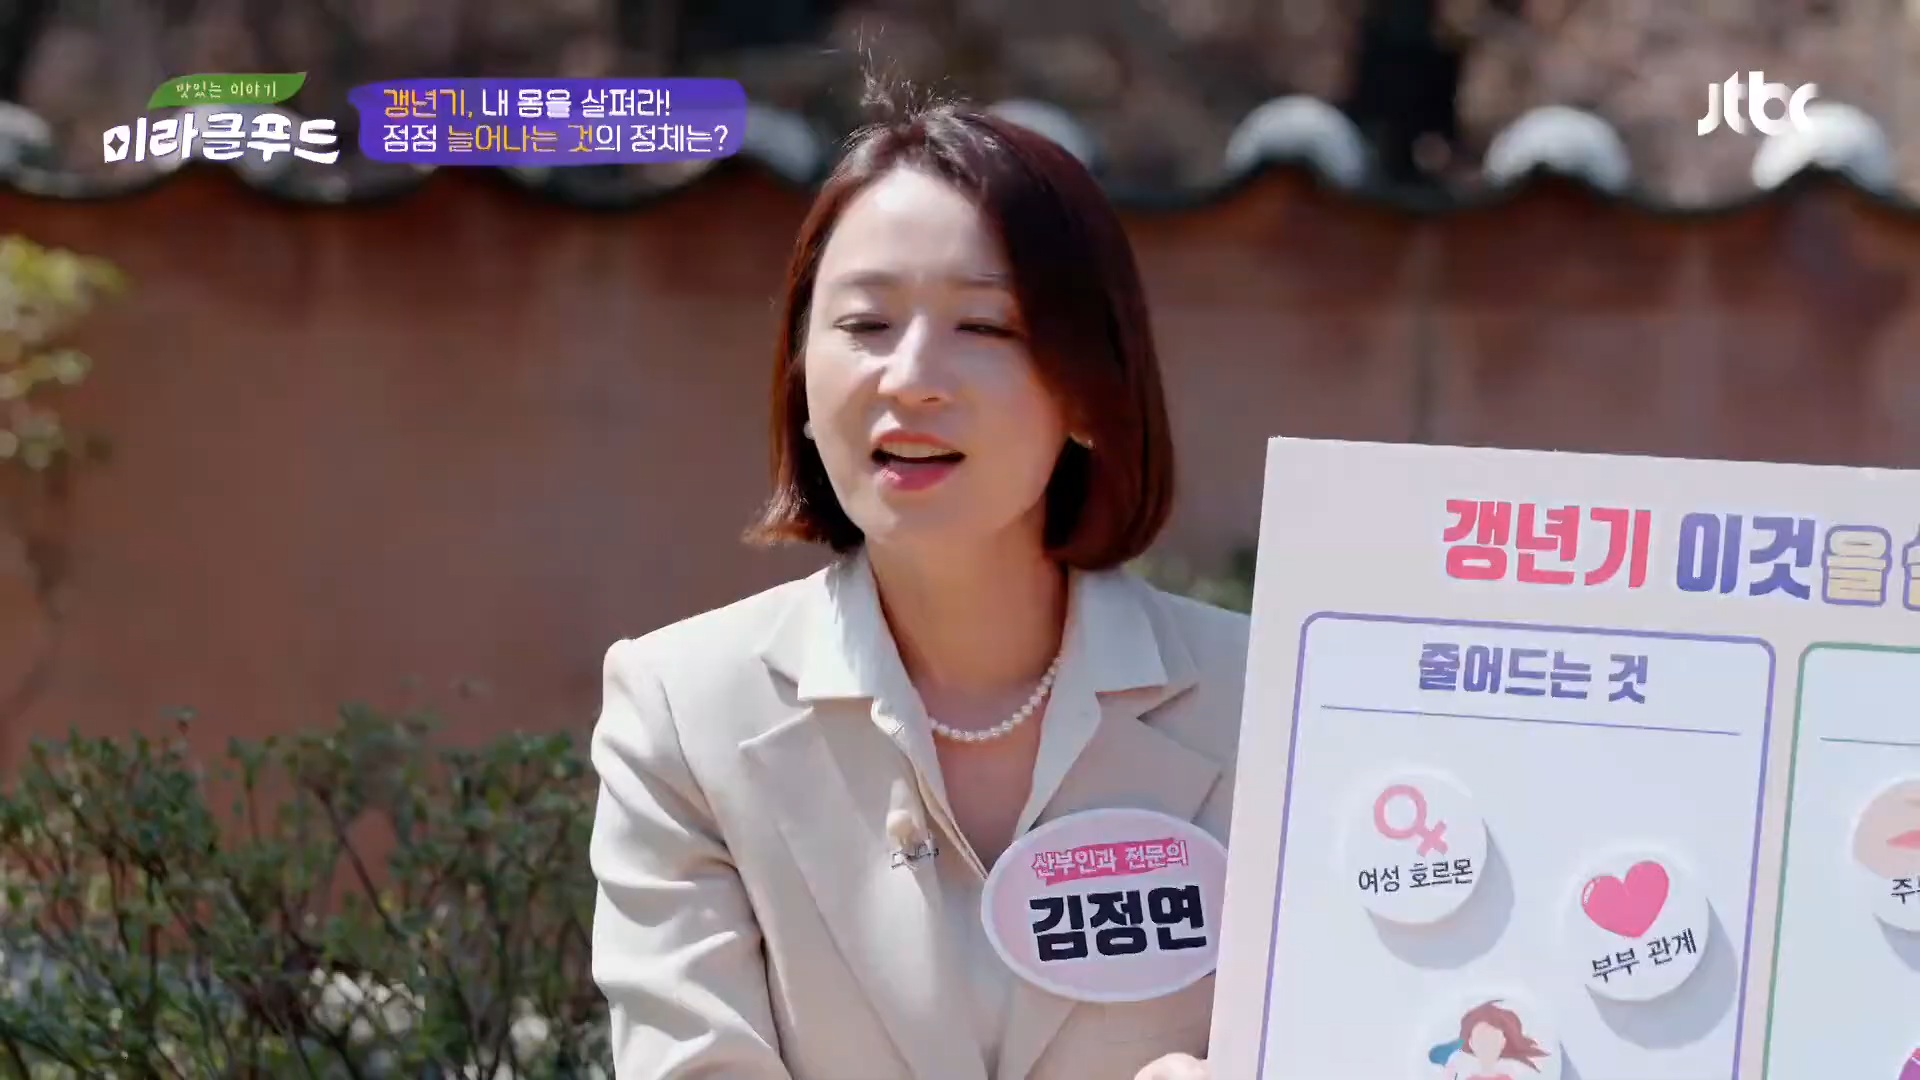 맛있는 이야기
미라클푸드
갱년기, 내 몸을 살펴라!
점점 늘어나는 것의 정체는?
jtbc
갱년기 이것을
줄어드는 것
여성 호르몬
부부 관계
산부인과 전문의
김정연